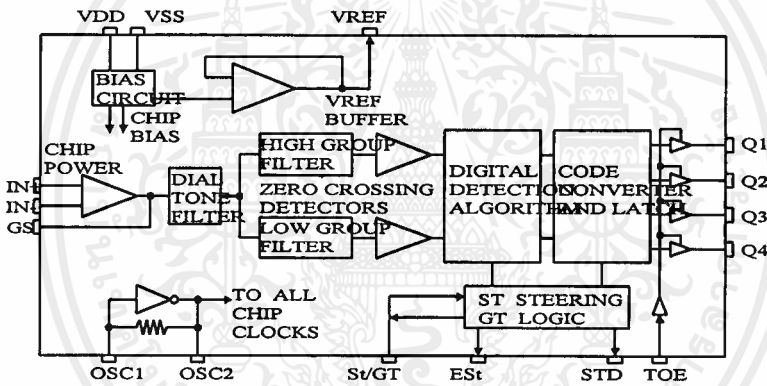 VDD VSS VREF
BIAS
CIRCUIT
CHIP
BIAS
VREF
BUFFER
CHIP
POWER
IN
IN
GS
DIAL
TONE
FILTER
HIGH GROUP
FILTER
ZERO CROSSING
DETECTORS
LOW GROUP
FILTER
DIGITAL
DETECTION
ALGORITHM
CODE
CONVERTER
AND LATCH
Q1
Q2
Q3
Q4
TO ALL
CHIP
CLOCKS
ST STEERING
GT LOGIC
OSC1 OSC2 St/GT ESt STD TOE